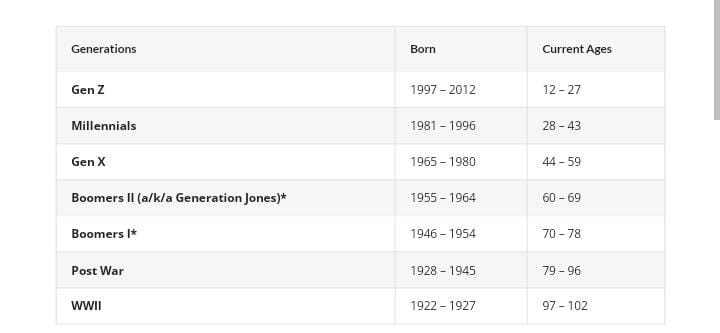 Generations Born Current Ages
Gen Z 1997 – 2012 12 – 27
Millennials 1981 – 1996 28 – 43
Gen X 1965 – 1980 44 – 59
Boomers II (a/k/a Generation Jones)* 1955 – 1964 60 – 69
Boomers I* 1946 – 1954 70 – 78
Post War 1928 – 1945 79 – 96
WWII 1922 – 1927 97 – 102